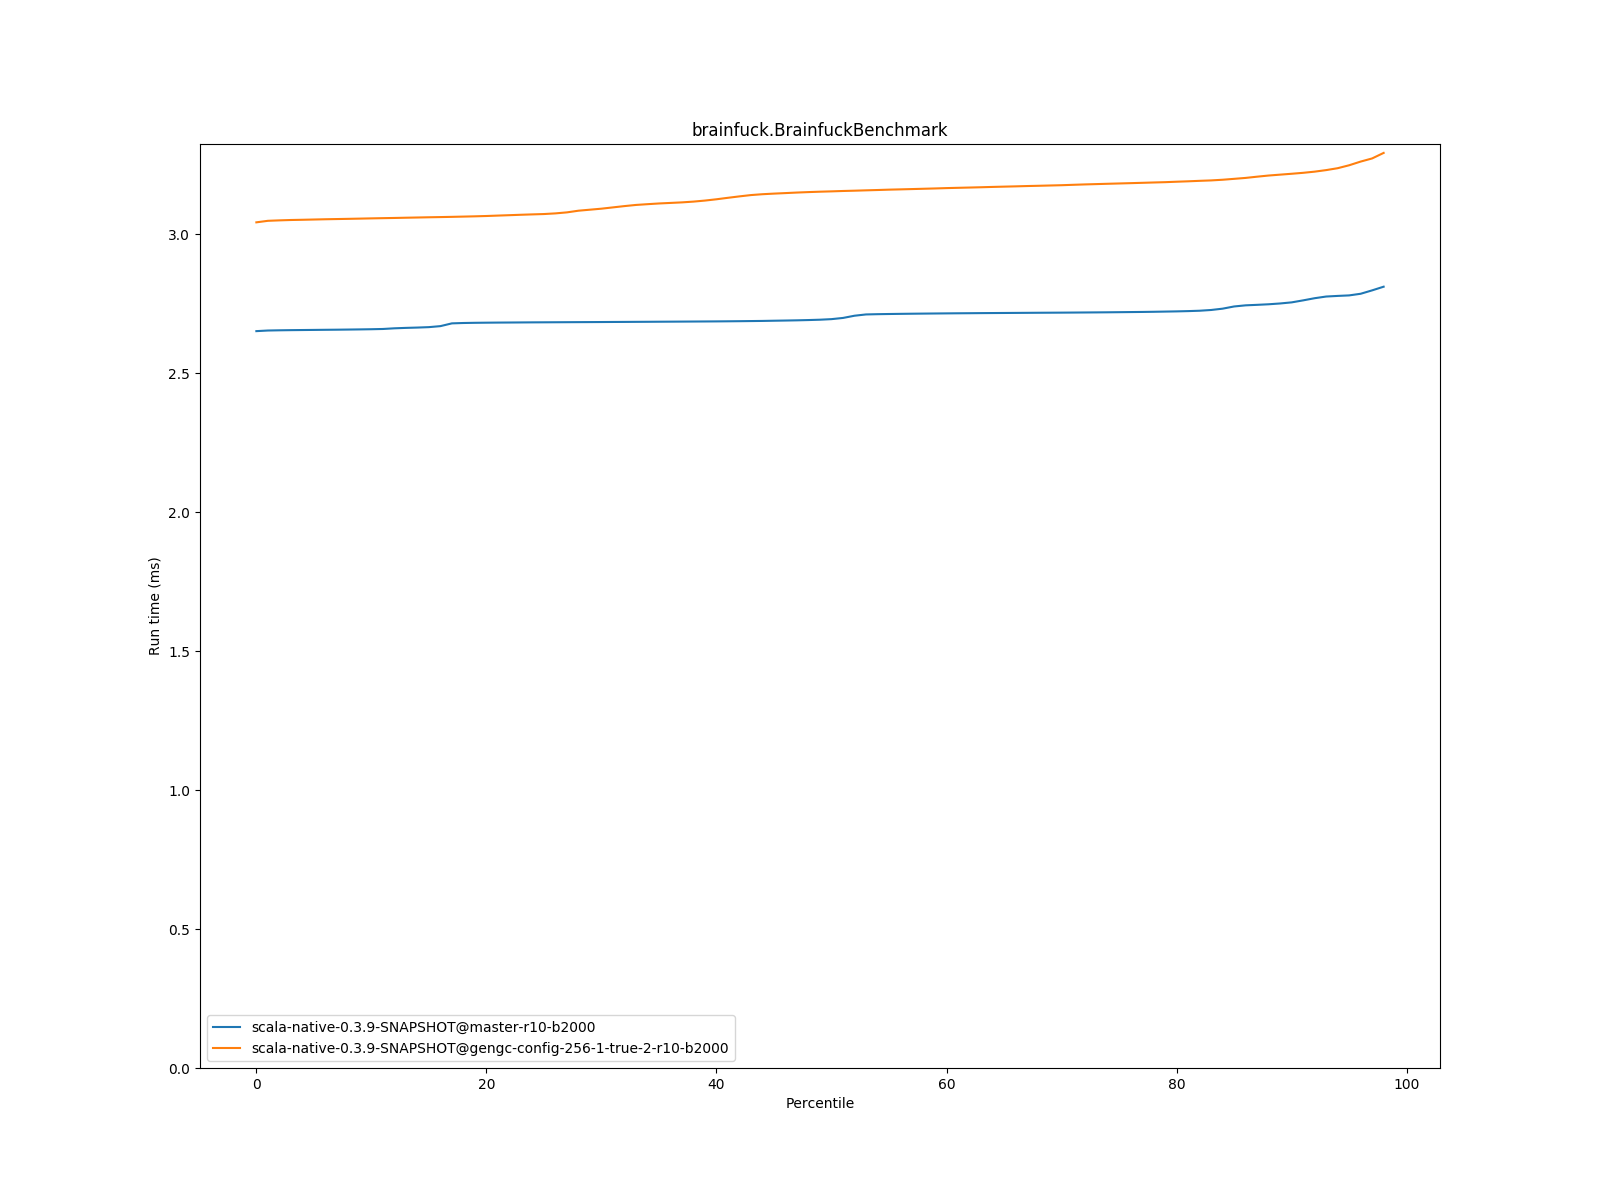 brainfuck.BrainfuckBenchmark
3.0
2.5
2.0
1.5
1.0
0.5
0.0
Run time (ms)
scala-native-0.3.9-SNAPSHOT@master-r10-b2000
scala-native-0.3.9-SNAPSHOT@gengc-config-256-1-true-2-r10-b2000
0 20 40 60 80 100
Percentile